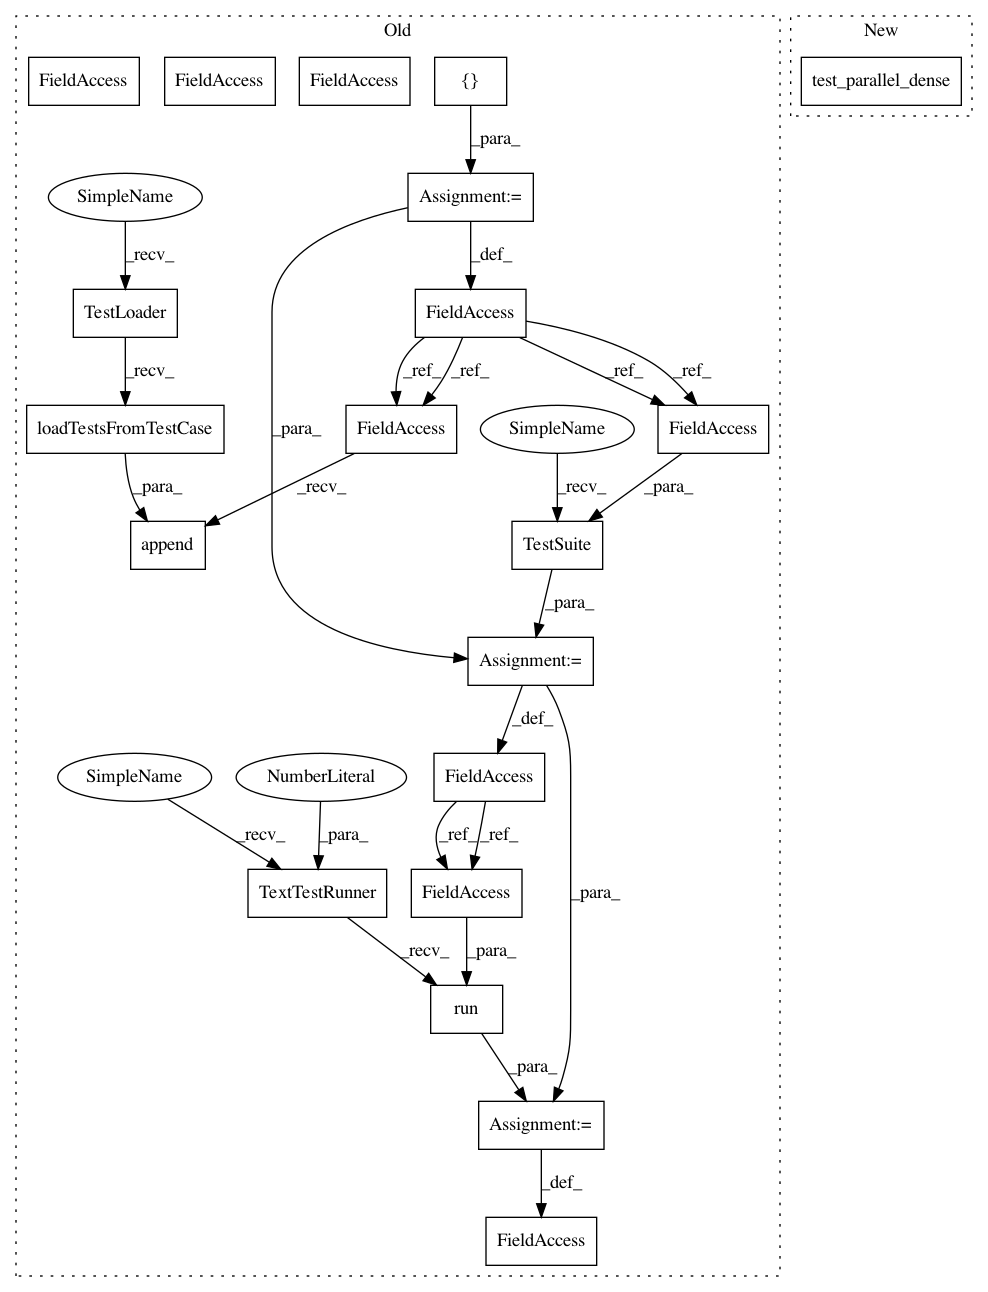 Old
New
FieldAccess
FieldAccess
FieldAccess
{}
test_parallel_dense
_para_
SimpleName
Assignment:=
_recv_
_def_
TestLoader
FieldAccess
_recv_
_ref_
_ref_
_ref_
_ref_
loadTestsFromTestCase
_para_
FieldAccess
SimpleName
FieldAccess
_para_
_recv_
_recv_
_para_
append
TestSuite
_para_
Assignment:=
_def_
SimpleName
NumberLiteral
FieldAccess
_recv_
_para_
_ref_
_ref_
TextTestRunner
FieldAccess
_para_
_recv_
_para_
run
_para_
Assignment:=
_def_
FieldAccess